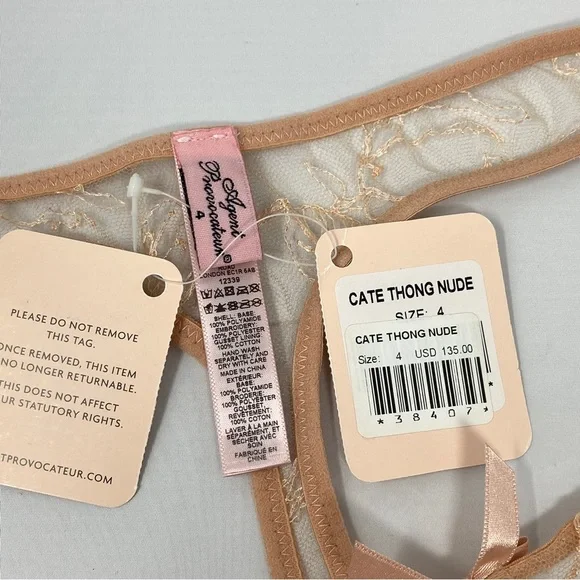 PLEASE DO NOT REMOVE
THIS TAG.
ONCE REMOVED, THIS ITEM
NO LONGER RETURNABLE.
THIS DOES NOT AFFECT
UR STATUTORY RIGHTS.
TPROVOCATEUR.COM
Agent
Provocateur
4
ROAD
LONDON EC1R 5AB
12339
SHELL: BASE:
100% POLYAMIDE
EMBROIDERY:
100% POLYESTER
GUSSET LINING:
100% COTTON
HAND WASH
SEPARATELY AND
DRY WITH CARE
MADE IN CHINA
EXTÉRIEUR:
BASE:
100% POLYAMIDE
BRODERIE:
100% POLYESTER
GOUSSET,
REVÊTEMENT:
100% COTON
LAVER À LA MAIN
SÉPARÉMENT, ET
SÉCHER AVEC
SOIN
FABRIQUÉ EN
CHINE
CATE THONG NUDE
SIZE: 4
CATE THONG NUDE
Size: 4 USD 135.00
*38407*